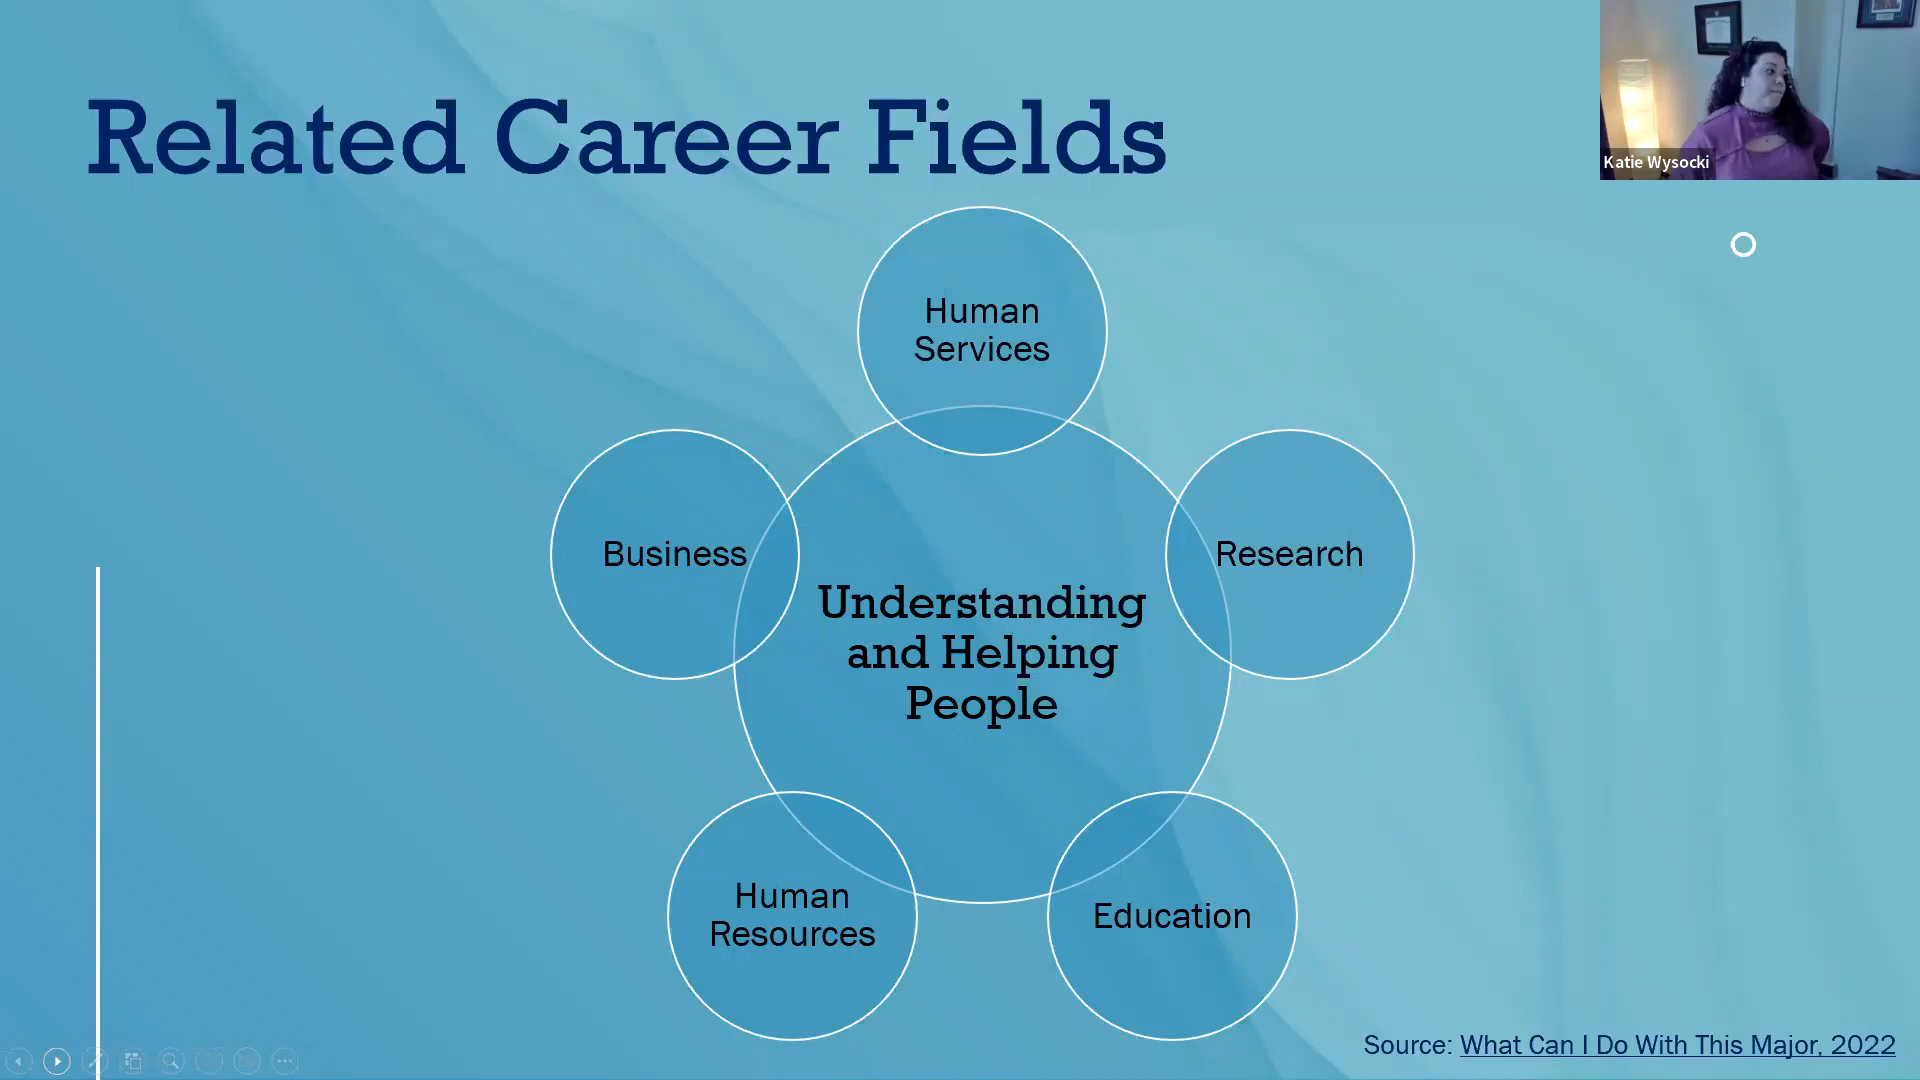 Related Career Fields
Katie Wysocki
Human
Services
Business
Research
Understanding
and Helping
People
Human
Resources
Education
Source: What Can I Do With This Major, 2022